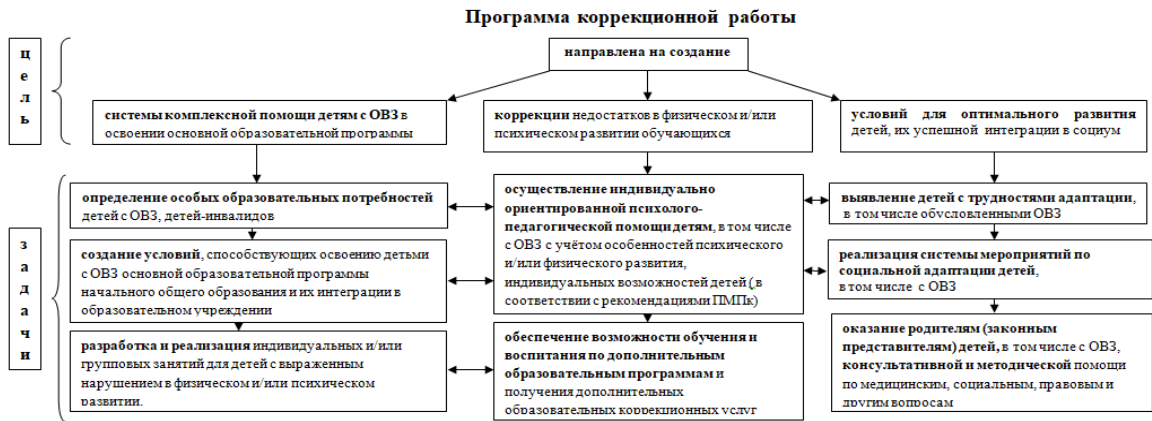 Программа коррекционной работы
цель
направлена на создание
системы комплексной помощи детям с ОВЗ в
освоении основной образовательной программы
коррекции недостатков в физическом и/или
психическом развитии обучающихся
условий для оптимального развития
детей, их успешной интеграции в социум
задачи
определение особых образовательных потребностей
детей с ОВЗ, детей-инвалидов
создание условий, способствующих освоению детьми
с ОВЗ основной образовательной программы
начального общего образования и их интеграции в
образовательном учреждении
разработка и реализация индивидуальных и/или
групповых занятий для детей с выраженным
нарушением в физическом и/или психическом
развитии.
осуществление индивидуально
ориентированной психолого-
педагогической помощи детям, в том числе
с ОВЗ с учётом особенностей психического
и/или физического развития,
индивидуальных возможностей детей ( в
соответствии с рекомендациями ПМПк)
обеспечение возможности обучения и
воспитания по дополнительным
образовательным программам и
получения дополнительных
образовательных коррекционных услуг
выявление детей с трудностями адаптации,
в том числе обусловленными ОВЗ
реализация системы мероприятий по
социальной адаптации детей,
в том числе с ОВЗ
оказание родителям (законным
представителям) детей, в том числе с ОВЗ,
консультативной и методической помощи
по медицинским, социальным, правовым и
другим вопросам